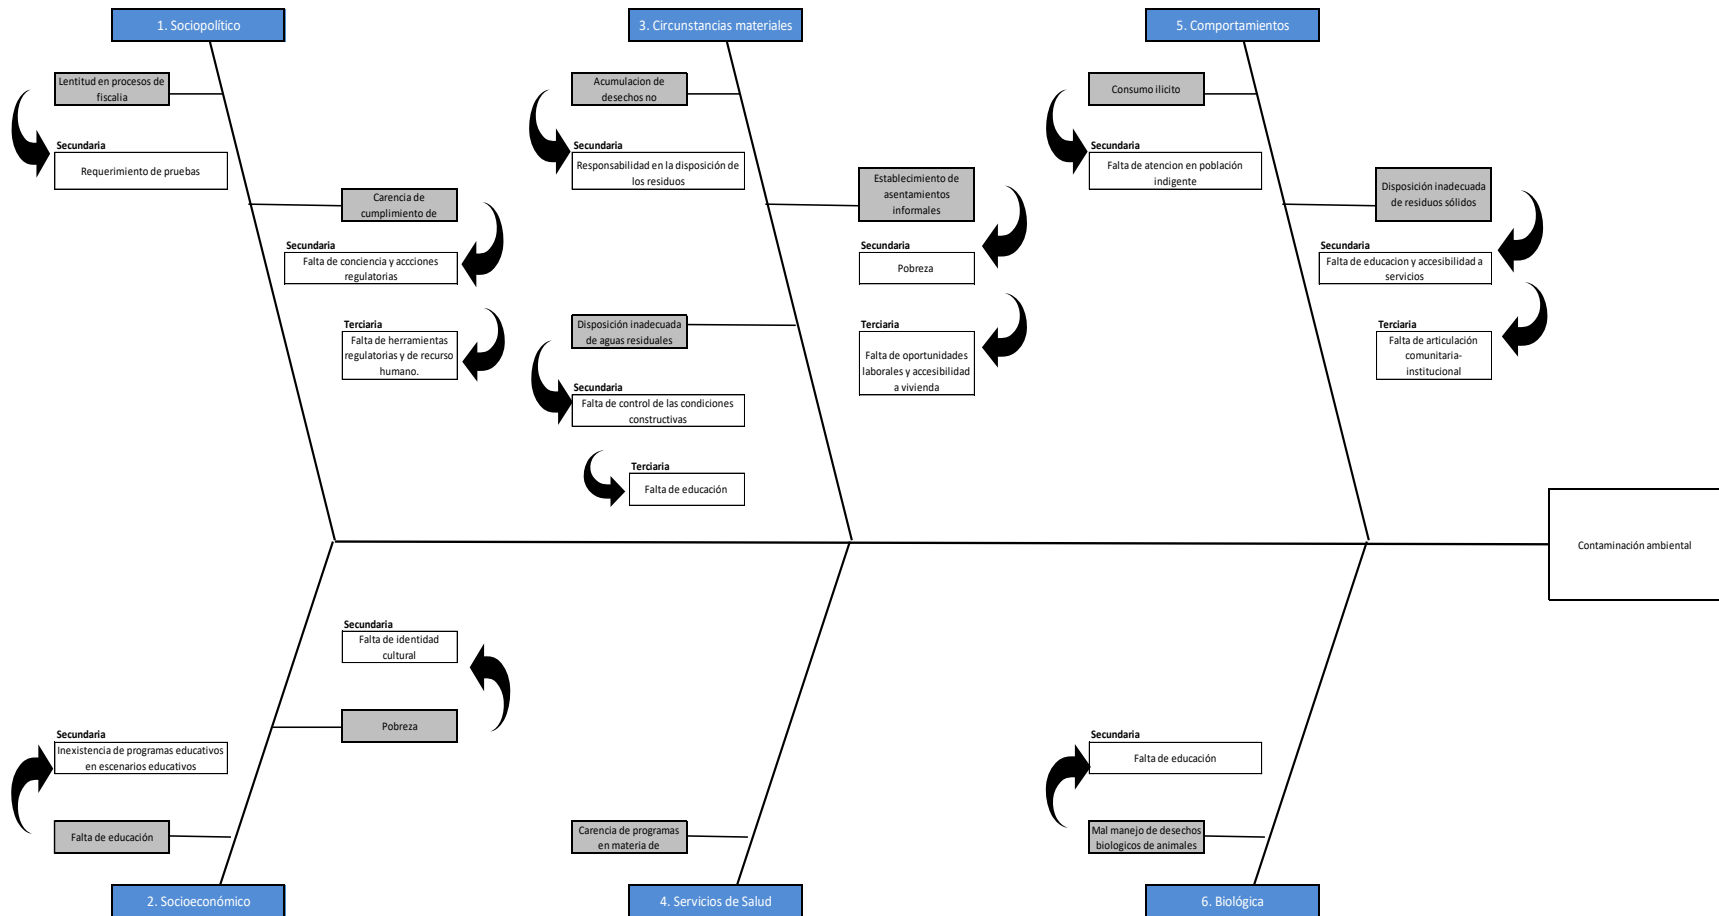 1. Sociopolítico
3. Circunstancias materiales
5. Comportamientos
Lentitud en procesos de
fiscalia
Secundaria
Requerimiento de pruebas
Carencia de
cumplimiento de
Secundaria
Falta de conciencia y accciones
regulatorias
Terciaria
Falta de herramientas
regulatorias y de recurso
humano.
Acumulacion de
desechos no
Secundaria
Responsabilidad en la disposición de
los residuos
Establecimiento de
asentamientos
informales
Secundaria
Pobreza
Terciaria
Falta de oportunidades
laborales y accesibilidad
a vivienda
Disposición inadecuada
de aguas residuales
Secundaria
Falta de control de las condiciones
constructivas
Terciaria
Falta de educación
Consumo ilicito
Secundaria
Falta de atencion en población
indigente
Disposición inadecuada
de residuos sólidos
Secundaria
Falta de educacion y accesibilidad a
servicios
Terciaria
Falta de articulación
comunitaria-
institucional
Contaminación ambiental
Secundaria
Falta de identidad
cultural
Pobreza
Secundaria
Inexistencia de programas educativos
en escenarios educativos
Falta de educación
Carencia de programas
en materia de
Secundaria
Falta de educación
Mal manejo de desechos
biologicos de animales
2. Socioeconómico
4. Servicios de Salud
6. Biológica